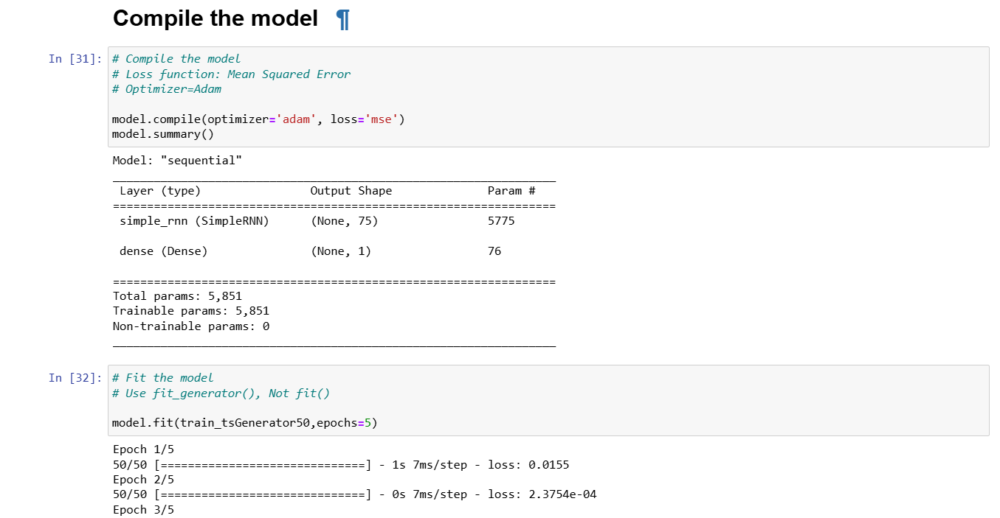 Compile the model ¶
In [31]: # Compile the model
# Loss function: Mean Squared Error
# Optimizer=Adam
model.compile(optimizer='adam', loss='mse')
model.summary()
Model: "sequential"
_________________________________________________________________
Layer (type) Output Shape Param #
=================================================================
simple_rnn (SimpleRNN) (None, 75) 5775
dense (Dense) (None, 1) 76
=================================================================
Total params: 5,851
Trainable params: 5,851
Non-trainable params: 0
_________________________________________________________________
In [32]: # Fit the model
# Use fit_generator(), Not fit()
model.fit(train_tsGenerator50,epochs=5)
Epoch 1/5
50/50 [==============================] - 1s 7ms/step - loss: 0.0155
Epoch 2/5
50/50 [==============================] - 0s 7ms/step - loss: 2.3754e-04
Epoch 3/5